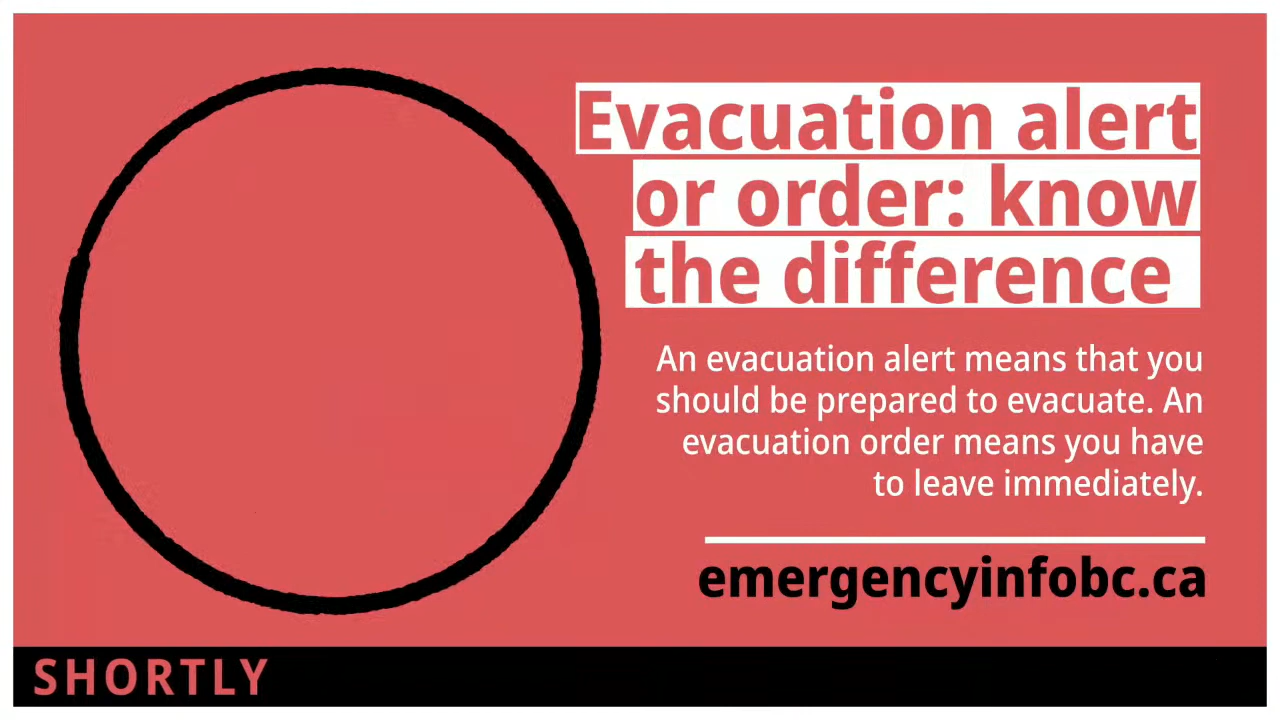 Evacuation alert
or order: know
the difference
An evacuation alert means that you
should be prepared to evacuate. An
evacuation order means you have
to leave immediately.
emergencyinfobc.ca
SHORTLY